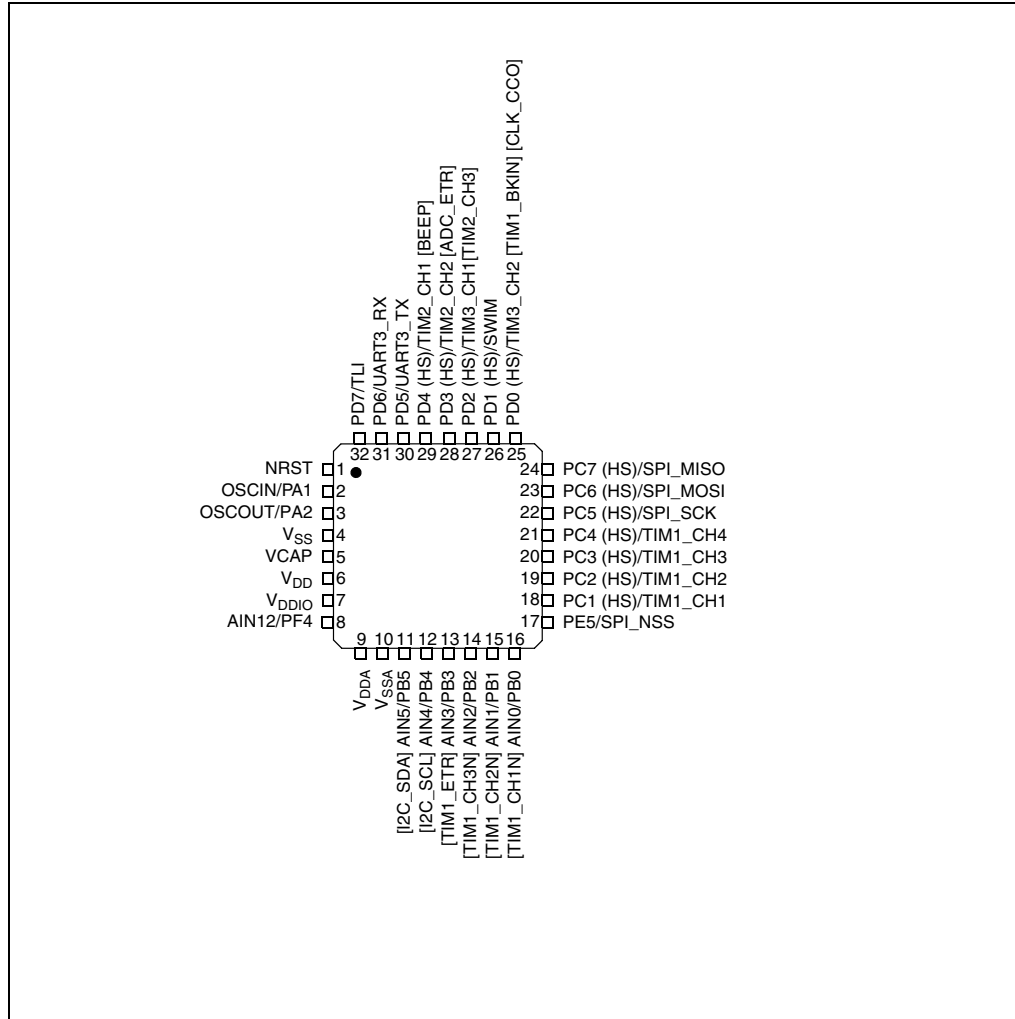 PD7/TLI
PD6/UART3_RX
PD5/UART3_TX
PD4 (HS)/TIM2_CH1 [BEEP]
PD3 (HS)/TIM2_CH2 [ADC_ETR]
PD2 (HS)/TIM3_CH1[TIM2_CH3]
PD1 (HS)/SWIM
PD0 (HS)/TIM3_CH2 [TIM1_BKIN] [CLK_CCO]
32 31 30 29 28 27 26 25
NRST 1
OSCIN/PA1 2
OSCOUT/PA2 3
VSS 4
VCAP 5
VDD 6
VDDIO 7
AIN12/PF4 8
24 PC7 (HS)/SPI_MISO
23 PC6 (HS)/SPI_MOSI
22 PC5 (HS)/SPI_SCK
21 PC4 (HS)/TIM1_CH4
20 PC3 (HS)/TIM1_CH3
19 PC2 (HS)/TIM1_CH2
18 PC1 (HS)/TIM1_CH1
17 PE5/SPI_NSS
9 10 11 12 13 14 15 16
VDDA
VSSA
[I2C_SDA] AIN5/PB5
[I2C_SCL] AIN4/PB4
[TIM1_ETR] AIN3/PB3
[TIM1_CH3N] AIN2/PB2
[TIM1_CH2N] AIN1/PB1
[TIM1_CH1N] AIN0/PB0